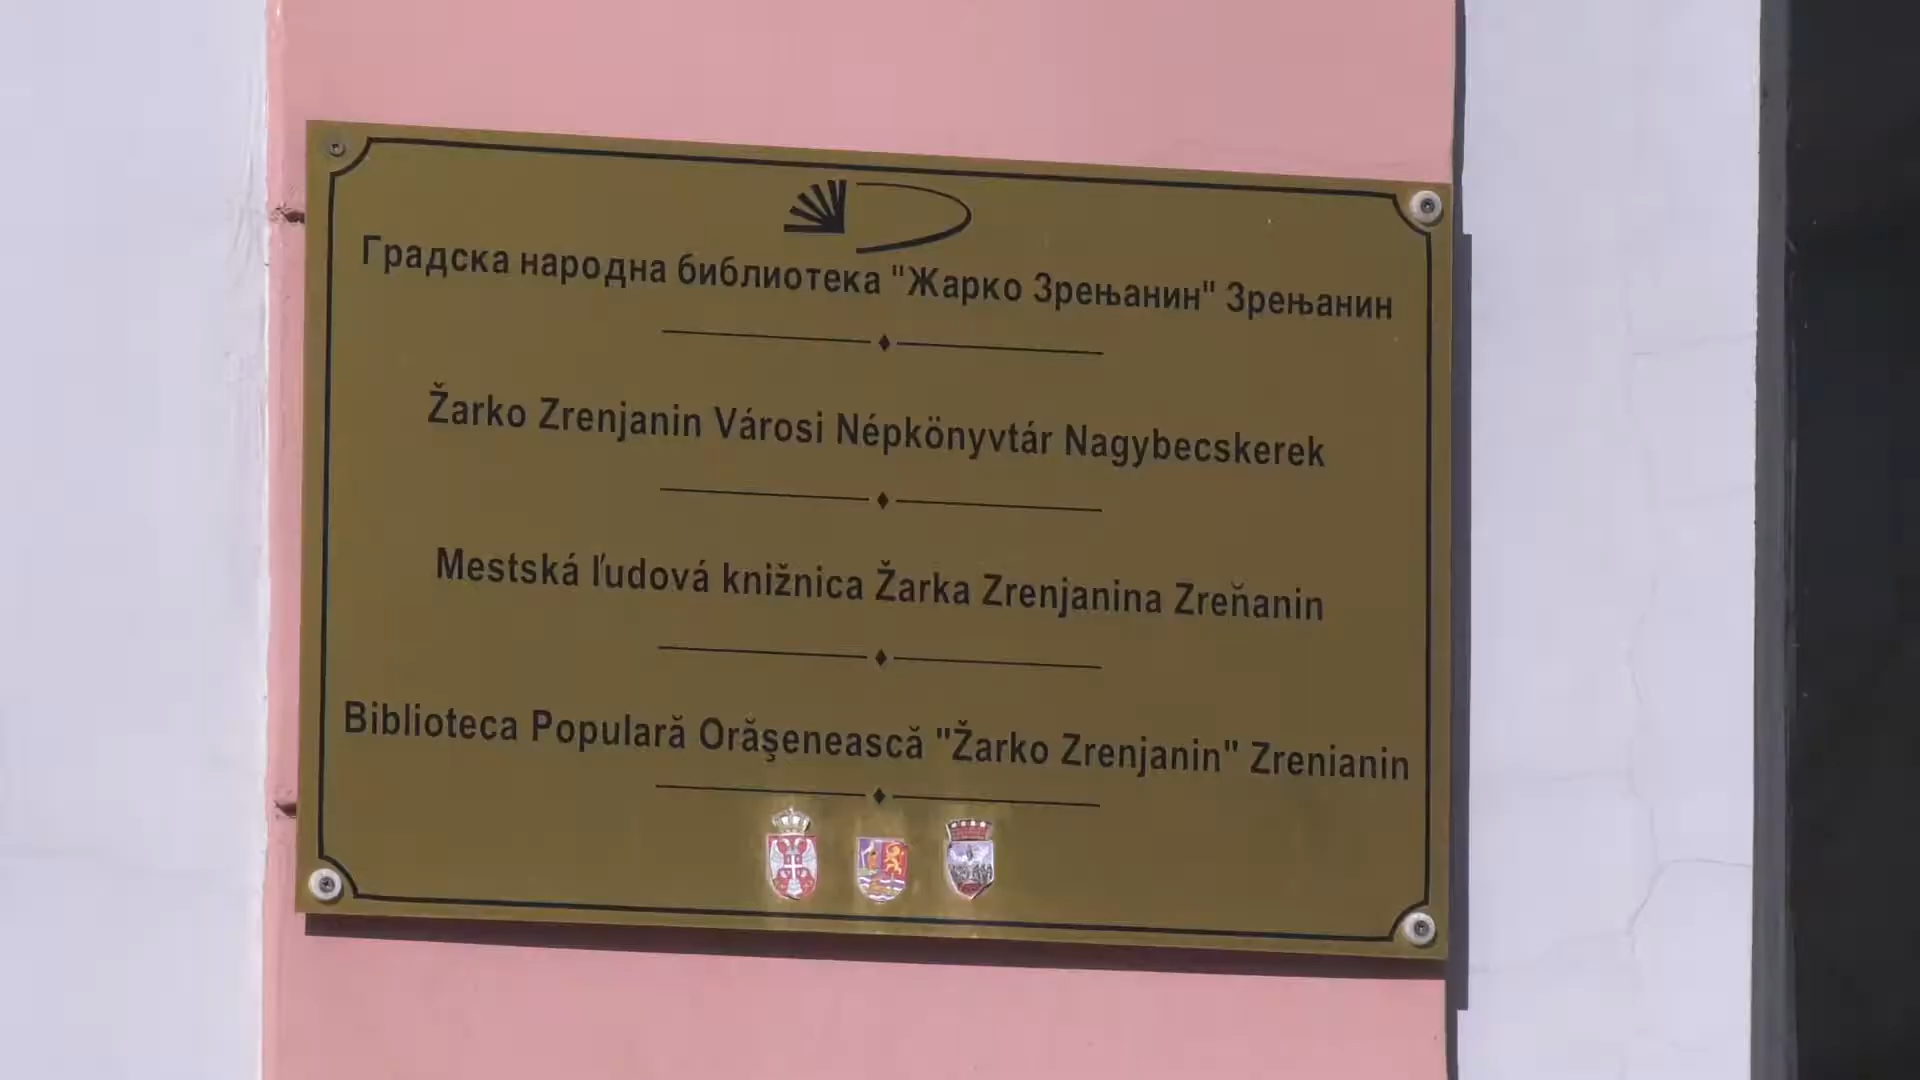 Градска народна библиотека "Жарко Зрењанин" Зрењанин
Žarko Zrenjanin Városi Népkönyvtár Nagybecskerek
Mestská ľudová knižnica Žarka Zrenjanina Zreňanin
Biblioteca Populară Orăşenească "Žarko Zrenjanin" Zrenianin